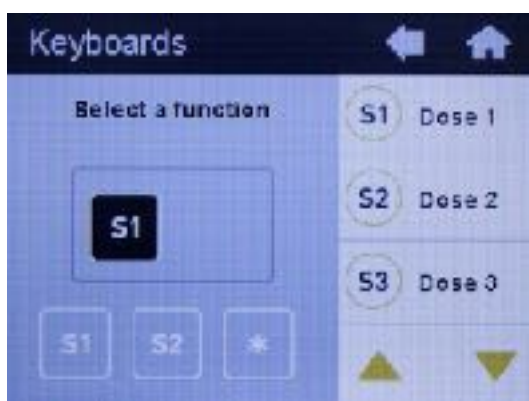 Keyboards
Select a function
S1
S1 S2 *
S1 Dose 1
S2 Dose 2
S3 Dose 3